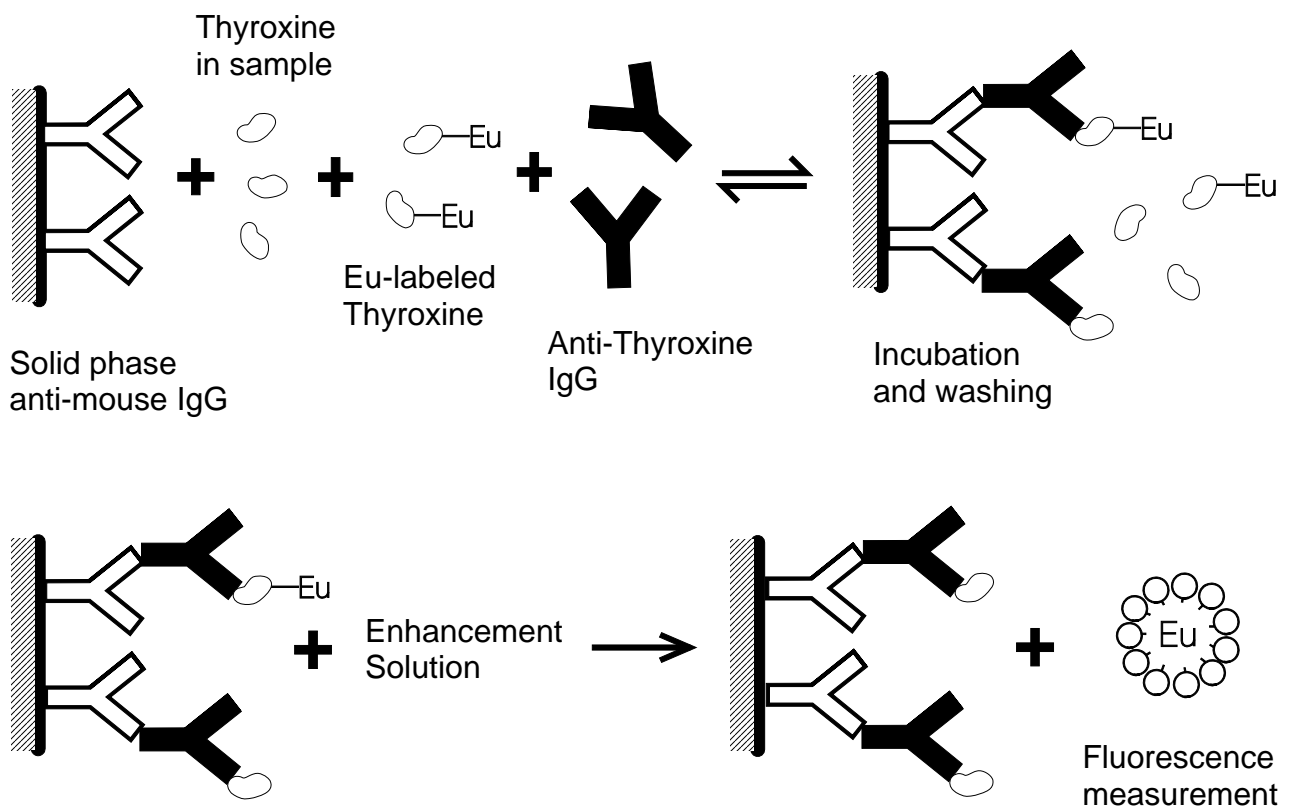 Thyroxine
in sample
Eu
Eu
Eu-labeled
Thyroxine
Anti-Thyroxine
IgG
Solid phase
anti-mouse IgG
Eu
Eu
Incubation
and washing
Eu
Enhancement
Solution
Eu
Fluorescence
measurement